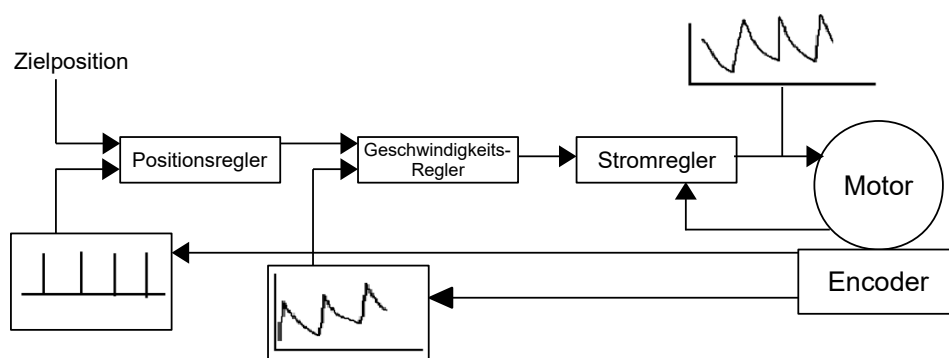 Zielposition
Positionsregler
Geschwindigkeits-
Regler
Stromregler
Motor
Encoder